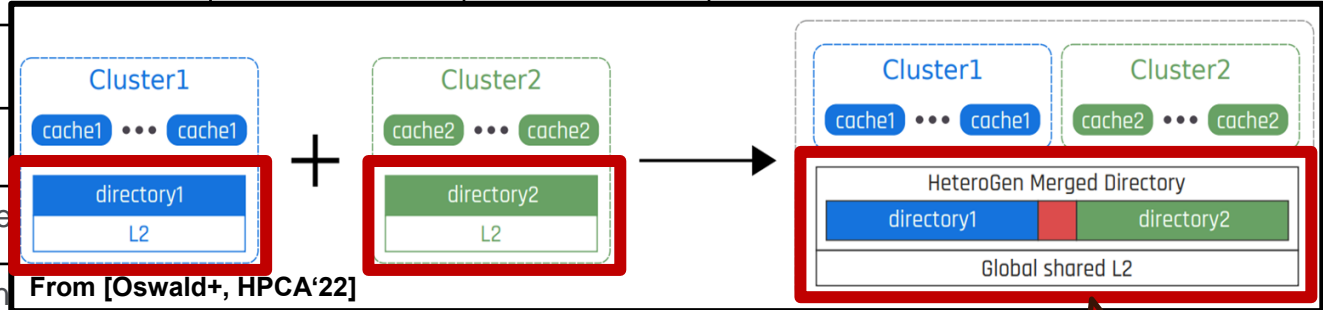 Cluster1
cache1 ••• cache1
directory1
L2
+
Cluster2
cache2 ••• cache2
directory2
L2
Cluster1
cache1 ••• cache1
Cluster2
cache2 ••• cache2
HeteroGen Merged Directory
directory1
directory2
Global shared L2
From [Oswald+, HPCA‘22]